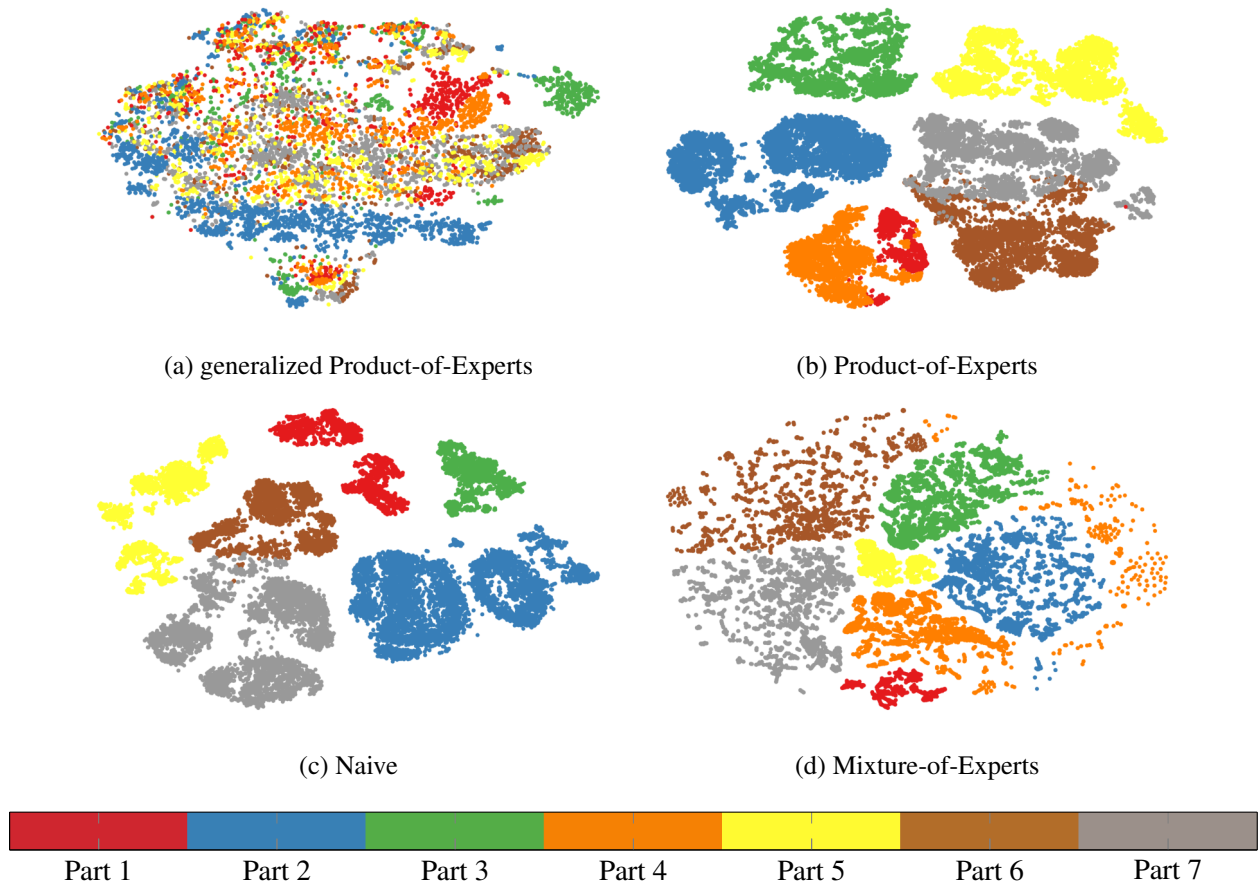 (a) generalized Product-of-Experts
(b) Product-of-Experts
(c) Naive
(d) Mixture-of-Experts
Part 1 Part 2 Part 3 Part 4 Part 5 Part 6 Part 7